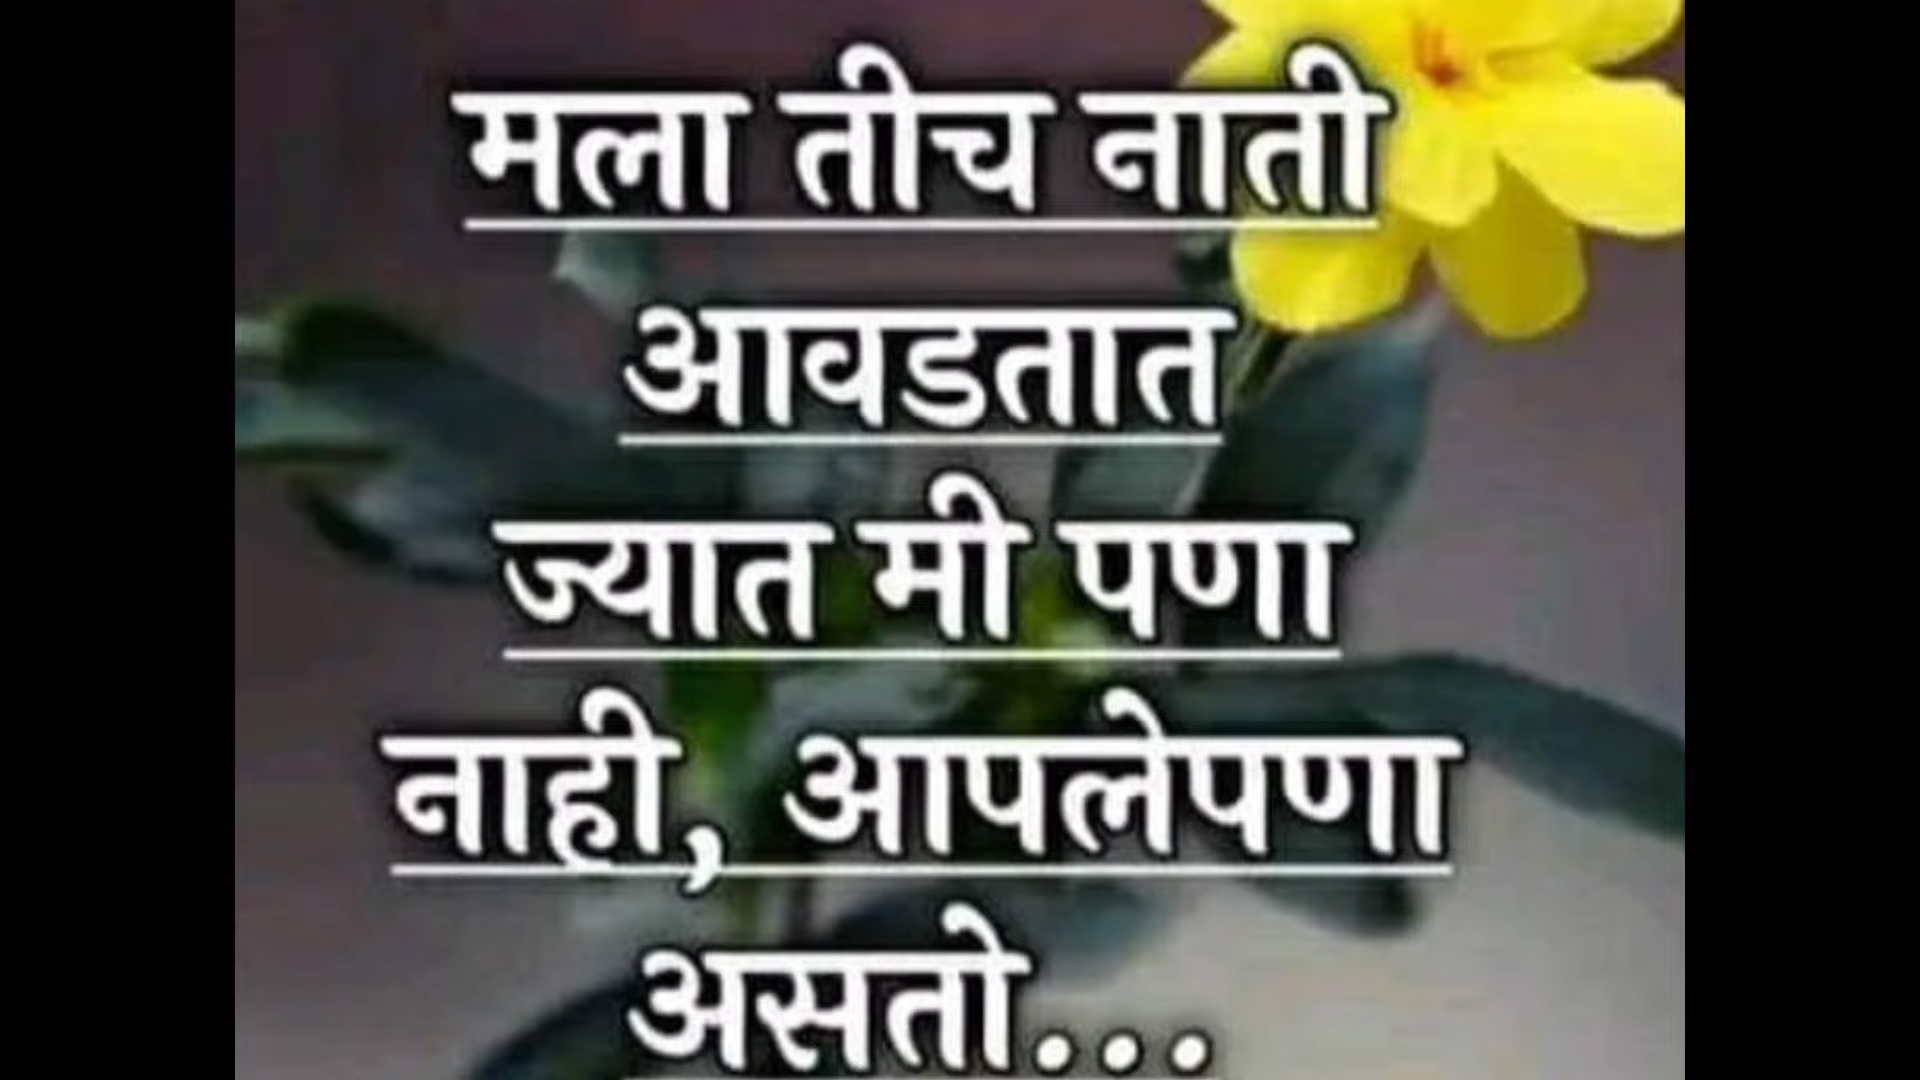 मला तीच नाती
आवडतात
ज्यात मी पणा
नाही, आपलेपणा
असतो...